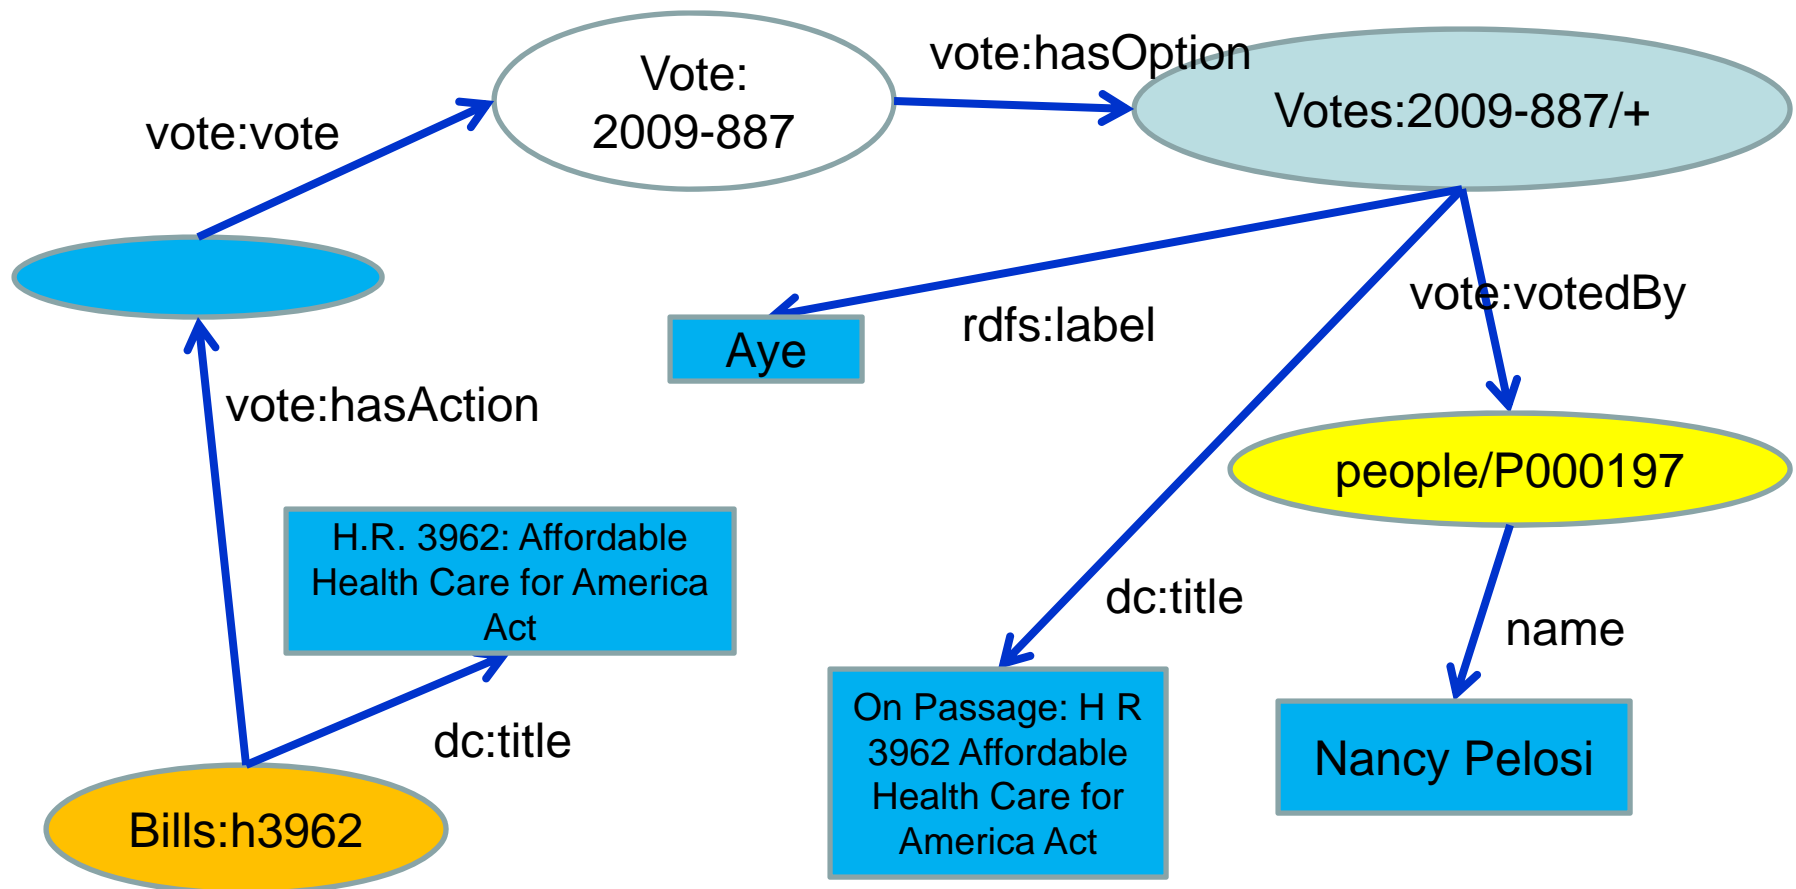 vote:hasOption
Vote:
2009-887
Votes:2009-887/+
vote:vote
vote:votedBy
rdfs:label
Aye
vote:hasAction
people/P000197
H.R. 3962: Affordable
Health Care for America
Act
dc:title
name
On Passage: H R
3962 Affordable
Health Care for
America Act
Nancy Pelosi
dc:title
Bills:h3962